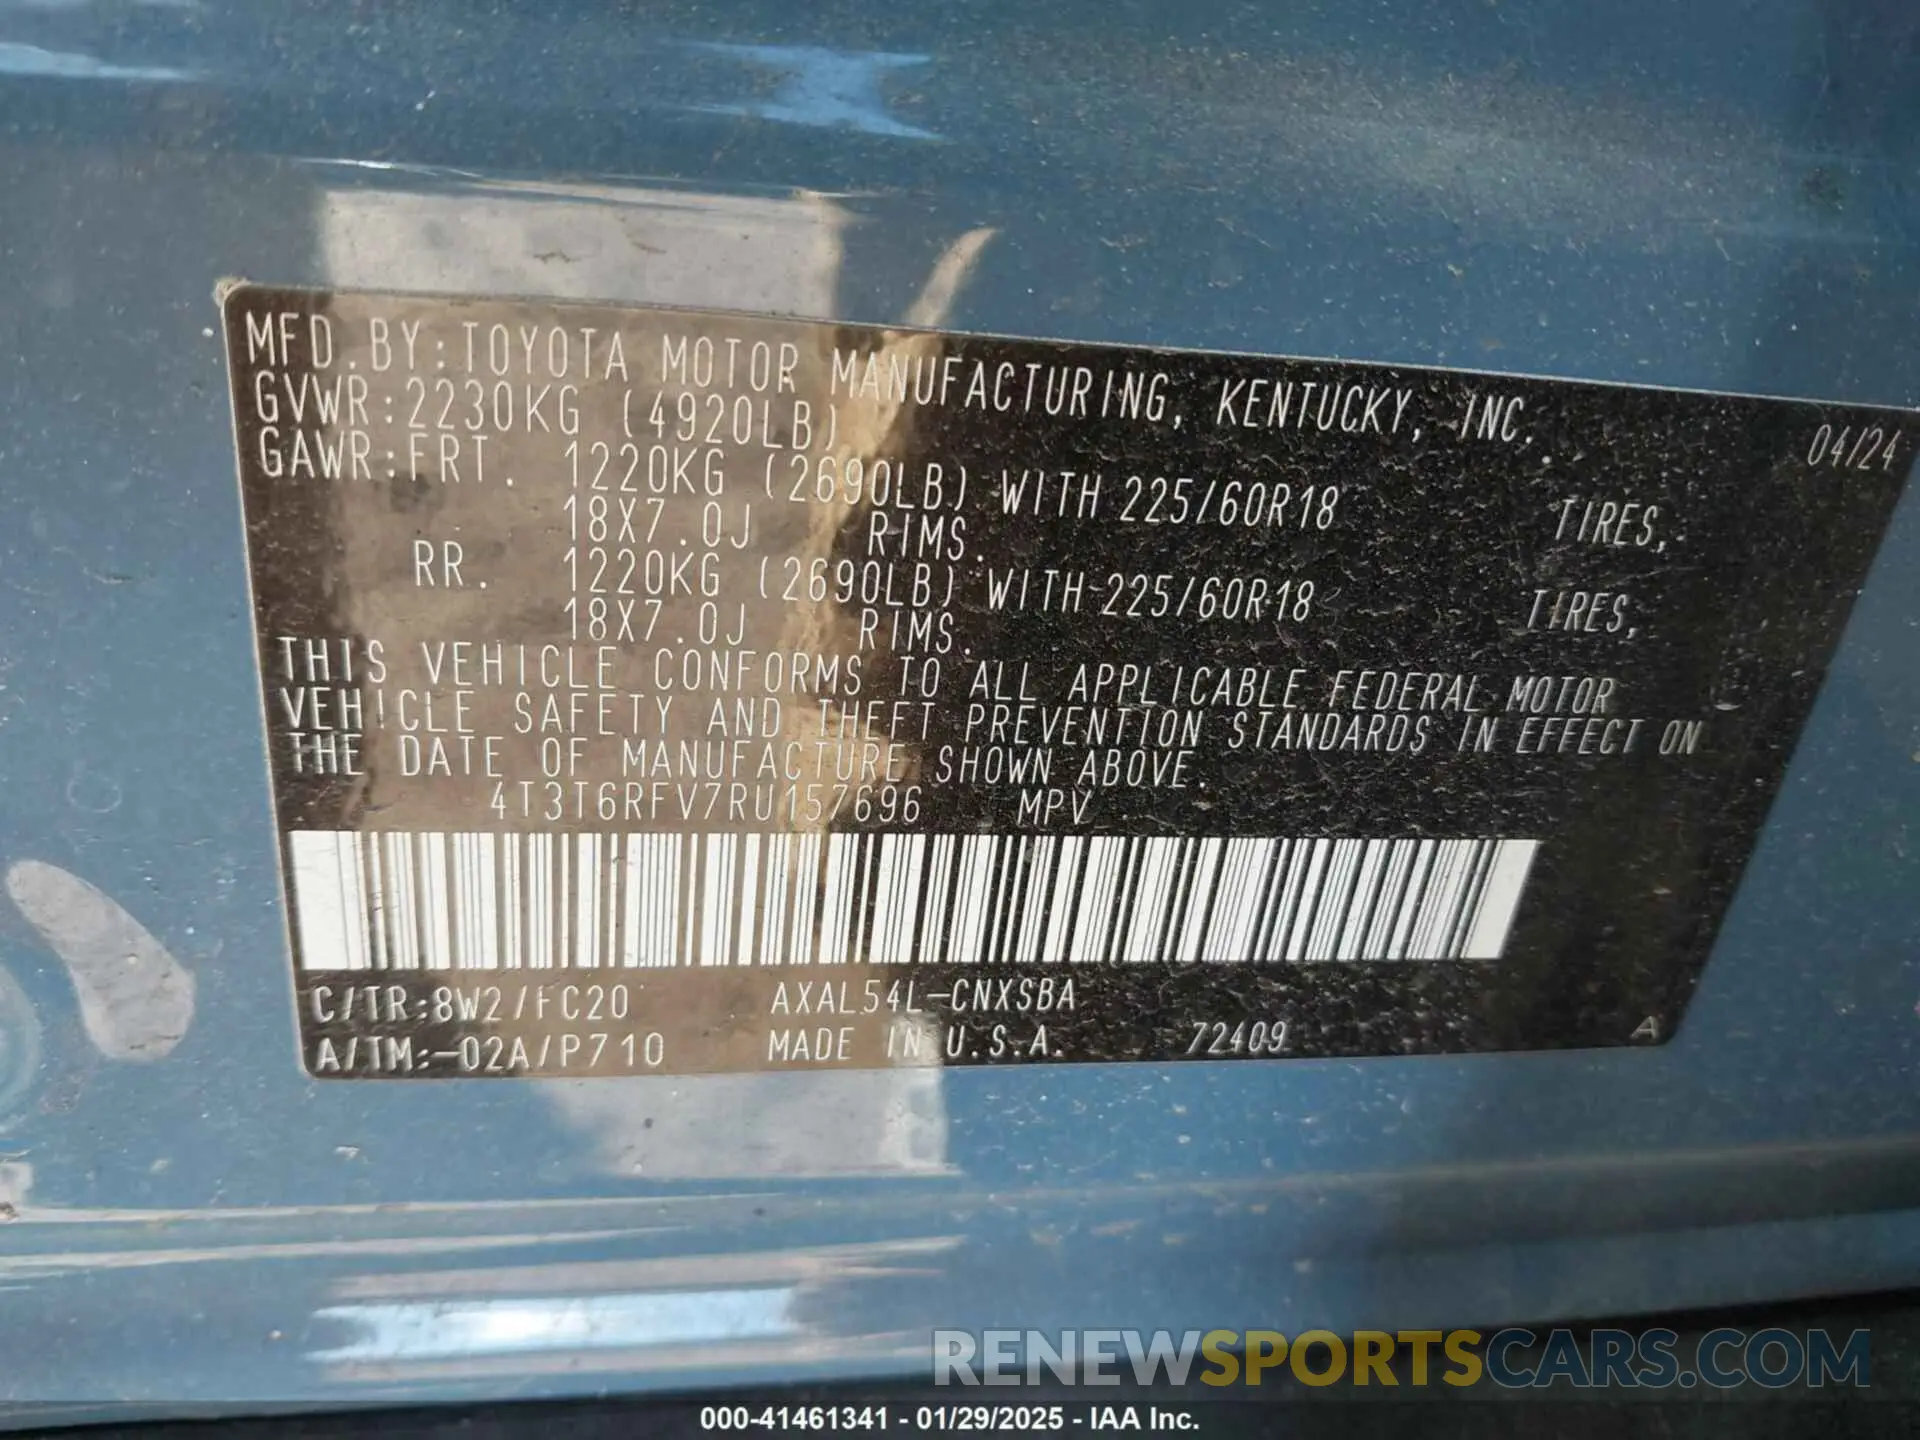 MFD.BY:TOYOTA MOTOR MANUFACTURING, KENTUCKY, INC. 04/24
GVWR:2230KG (4920LB)
GAWR:FRT. 1220KG (2690LB) WITH 225/60R18 TIRES,
18X7.0J RIMS.
RR. 1220KG (2690LB) WITH 225/60R18 TIRES,
18X7.0J RIMS.
THIS VEHICLE CONFORMS TO ALL APPLICABLE FEDERAL MOTOR
VEHICLE SAFETY AND THEFT PREVENTION STANDARDS IN EFFECT ON
THE DATE OF MANUFACTURE SHOWN ABOVE.
4T3T6RFV7RU157696 MPV
C/TR:8W2/FC20 AXAL54L-CNXSBA
A/TM:-02A/P710 MADE IN U.S.A. 72409 A
RENEWSPORTSCARS.COM
000-41461341 - 01/29/2025 - IAA Inc.